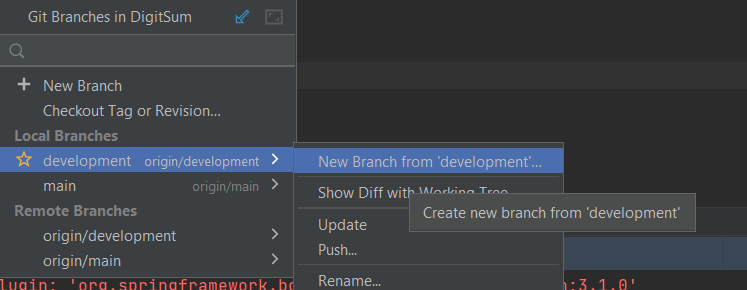 Git Branches in DigitSum
New Branch
Checkout Tag or Revision...
Local Branches
development origin/development
main origin/main
Remote Branches
origin/development
origin/main
New Branch from 'development'...
Show Diff with Working Tree
Create new branch from 'development'
Update
Push...
Rename...
lugin: 'org.springframework.bo :3.1.0'